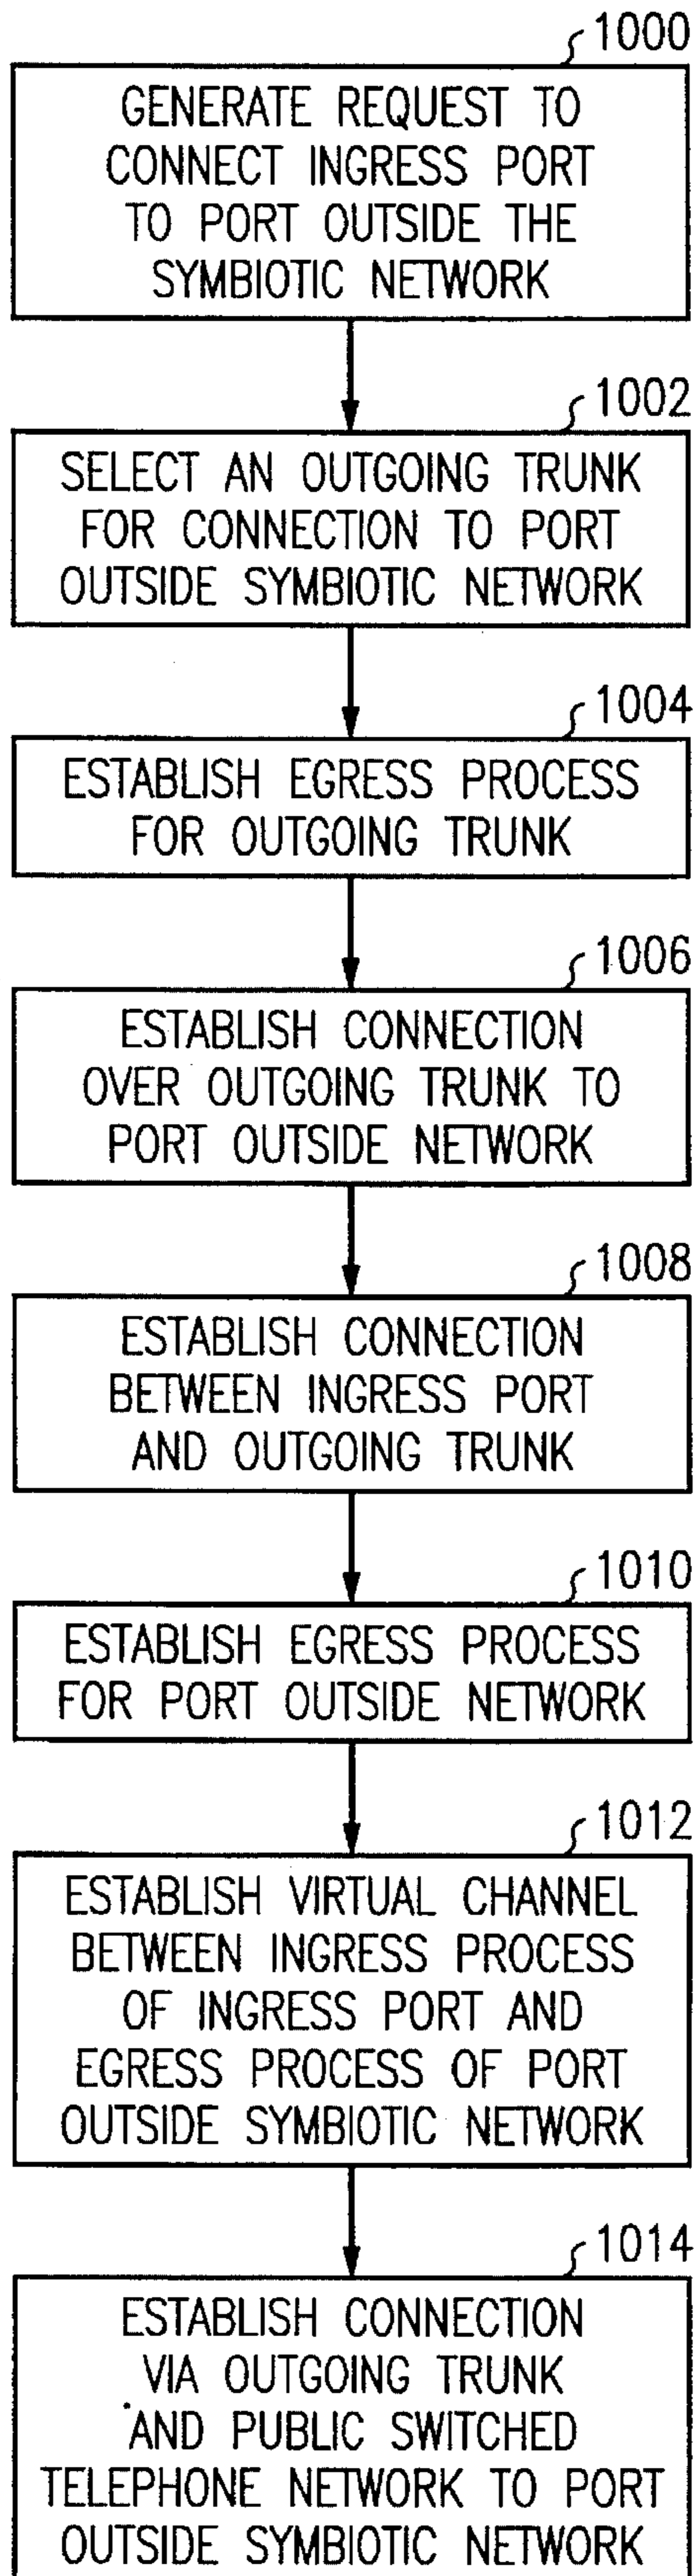 1000
GENERATE REQUEST TO
CONNECT INGRESS PORT
TO PORT OUTSIDE THE
SYMBIOTIC NETWORK
1002
SELECT AN OUTGOING TRUNK
FOR CONNECTION TO PORT
OUTSIDE SYMBIOTIC NETWORK
1004
ESTABLISH EGRESS PROCESS
FOR OUTGOING TRUNK
1006
ESTABLISH CONNECTION
OVER OUTGOING TRUNK TO
PORT OUTSIDE NETWORK
1008
ESTABLISH CONNECTION
BETWEEN INGRESS PORT
AND OUTGOING TRUNK
1010
ESTABLISH EGRESS PROCESS
FOR PORT OUTSIDE NETWORK
1012
ESTABLISH VIRTUAL CHANNEL
BETWEEN INGRESS PROCESS
OF INGRESS PORT AND
EGRESS PROCESS OF PORT
OUTSIDE SYMBIOTIC NETWORK
1014
ESTABLISH CONNECTION
VIA OUTGOING TRUNK
AND PUBLIC SWITCHED
TELEPHONE NETWORK TO PORT
OUTSIDE SYMBIOTIC NETWORK